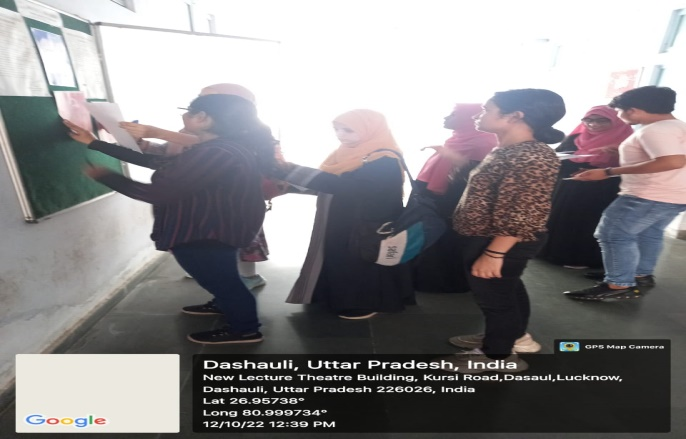 GPS Map Camera
Dashauli, Uttar Pradesh, India
New Lecture Theatre Building, Kursi Road,Dasaul,Lucknow,
Dashauli, Uttar Pradesh 226026, India
Lat 26.95738°
Long 80.999734°
12/10/22 12:39 PM
Google